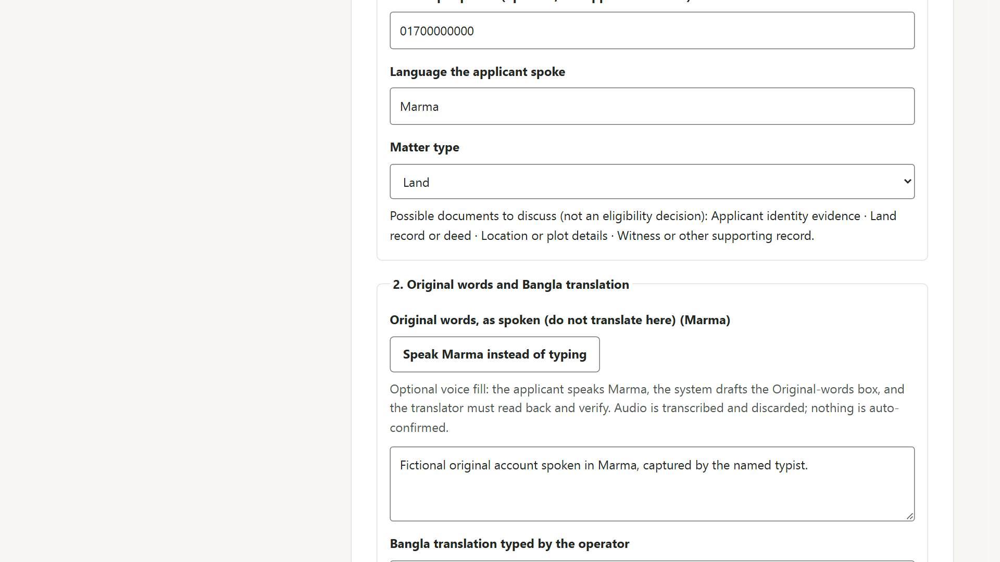 01700000000
Language the applicant spoke
Marma
Matter type
Land
Possible documents to discuss (not an eligibility decision): Applicant identity evidence · Land
record or deed · Location or plot details · Witness or other supporting record.
2. Original words and Bangla translation
Original words, as spoken (do not translate here) (Marma)
Speak Marma instead of typing
Optional voice fill: the applicant speaks Marma, the system drafts the Original-words box, and
the translator must read back and verify. Audio is transcribed and discarded; nothing is auto-
confirmed.
Fictional original account spoken in Marma, captured by the named typist.
Bangla translation typed by the operator